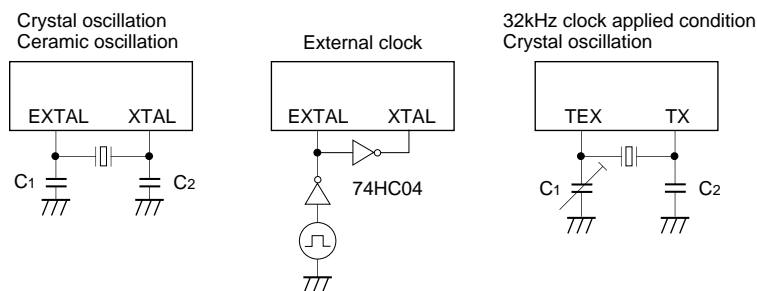 Crystal oscillation
Ceramic oscillation
EXTAL XTAL
C1 C2
External clock
EXTAL XTAL
74HC04
32kHz clock applied condition
Crystal oscillation
TEX TX
C1 C2